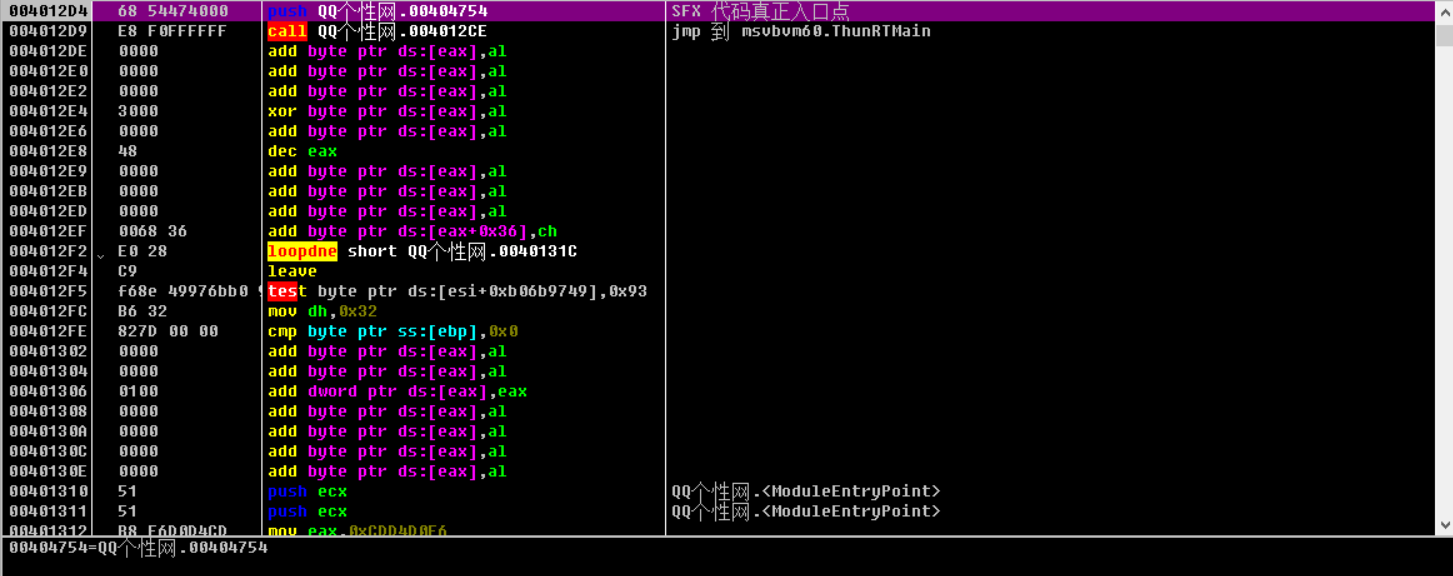 004012D4 68 54474000 push QQ个性网.00404754 SFX 代码真正入口点
004012D9 E8 F0FFFFFF call QQ个性网.004012CE jmp 到 msvbvm60.ThunRTMain
004012DE 0000 add byte ptr ds:[eax],al
004012E0 0000 add byte ptr ds:[eax],al
004012E2 0000 add byte ptr ds:[eax],al
004012E4 3000 xor byte ptr ds:[eax],al
004012E6 0000 add byte ptr ds:[eax],al
004012E8 48 dec eax
004012E9 0000 add byte ptr ds:[eax],al
004012EB 0000 add byte ptr ds:[eax],al
004012ED 0000 add byte ptr ds:[eax],al
004012EF 0068 36 add byte ptr ds:[eax+0x36],ch
004012F2 E0 28 loopdne short QQ个性网.0040131C
004012F4 C9 leave
004012F5 f68e 49976bb0 test byte ptr ds:[esi+0xb06b9749],0x93
004012FC B6 32 mov dh,0x32
004012FE 827D 00 00 cmp byte ptr ss:[ebp],0x0
00401302 0000 add byte ptr ds:[eax],al
00401304 0000 add byte ptr ds:[eax],al
00401306 0100 add dword ptr ds:[eax],eax
00401308 0000 add byte ptr ds:[eax],al
0040130A 0000 add byte ptr ds:[eax],al
0040130C 0000 add byte ptr ds:[eax],al
0040130E 0000 add byte ptr ds:[eax],al
00401310 51 push ecx QQ个性网.<ModuleEntryPoint>
00401311 51 push ecx QQ个性网.<ModuleEntryPoint>
00401312 B8 E6D0D4CD mov eax,0xCDD4D0E6
00404754=QQ个性网.00404754